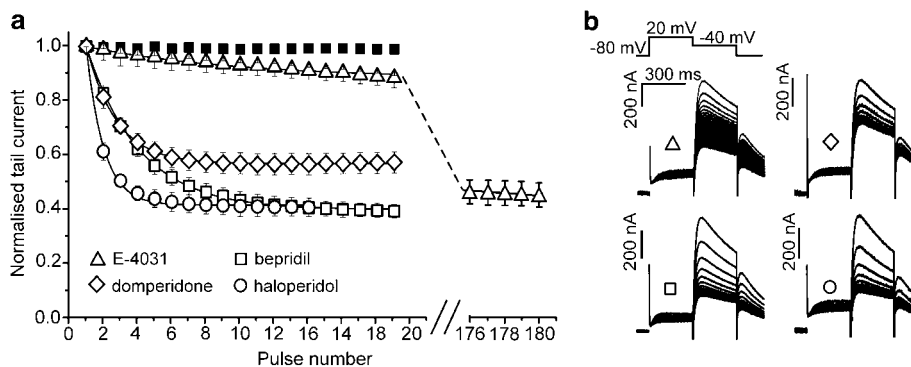 a
Normalised tail current
1.0
0.8
0.6
0.4
0.2
0.0
E-4031
bepridil
domperidone
haloperidol
0 2 4 6 8 10 12 16 14 18 20 176 178 180
Pulse number
b
20 mV
-80 mV
-40 mV
300 ms
200 nA
200 nA
200 nA
200 nA